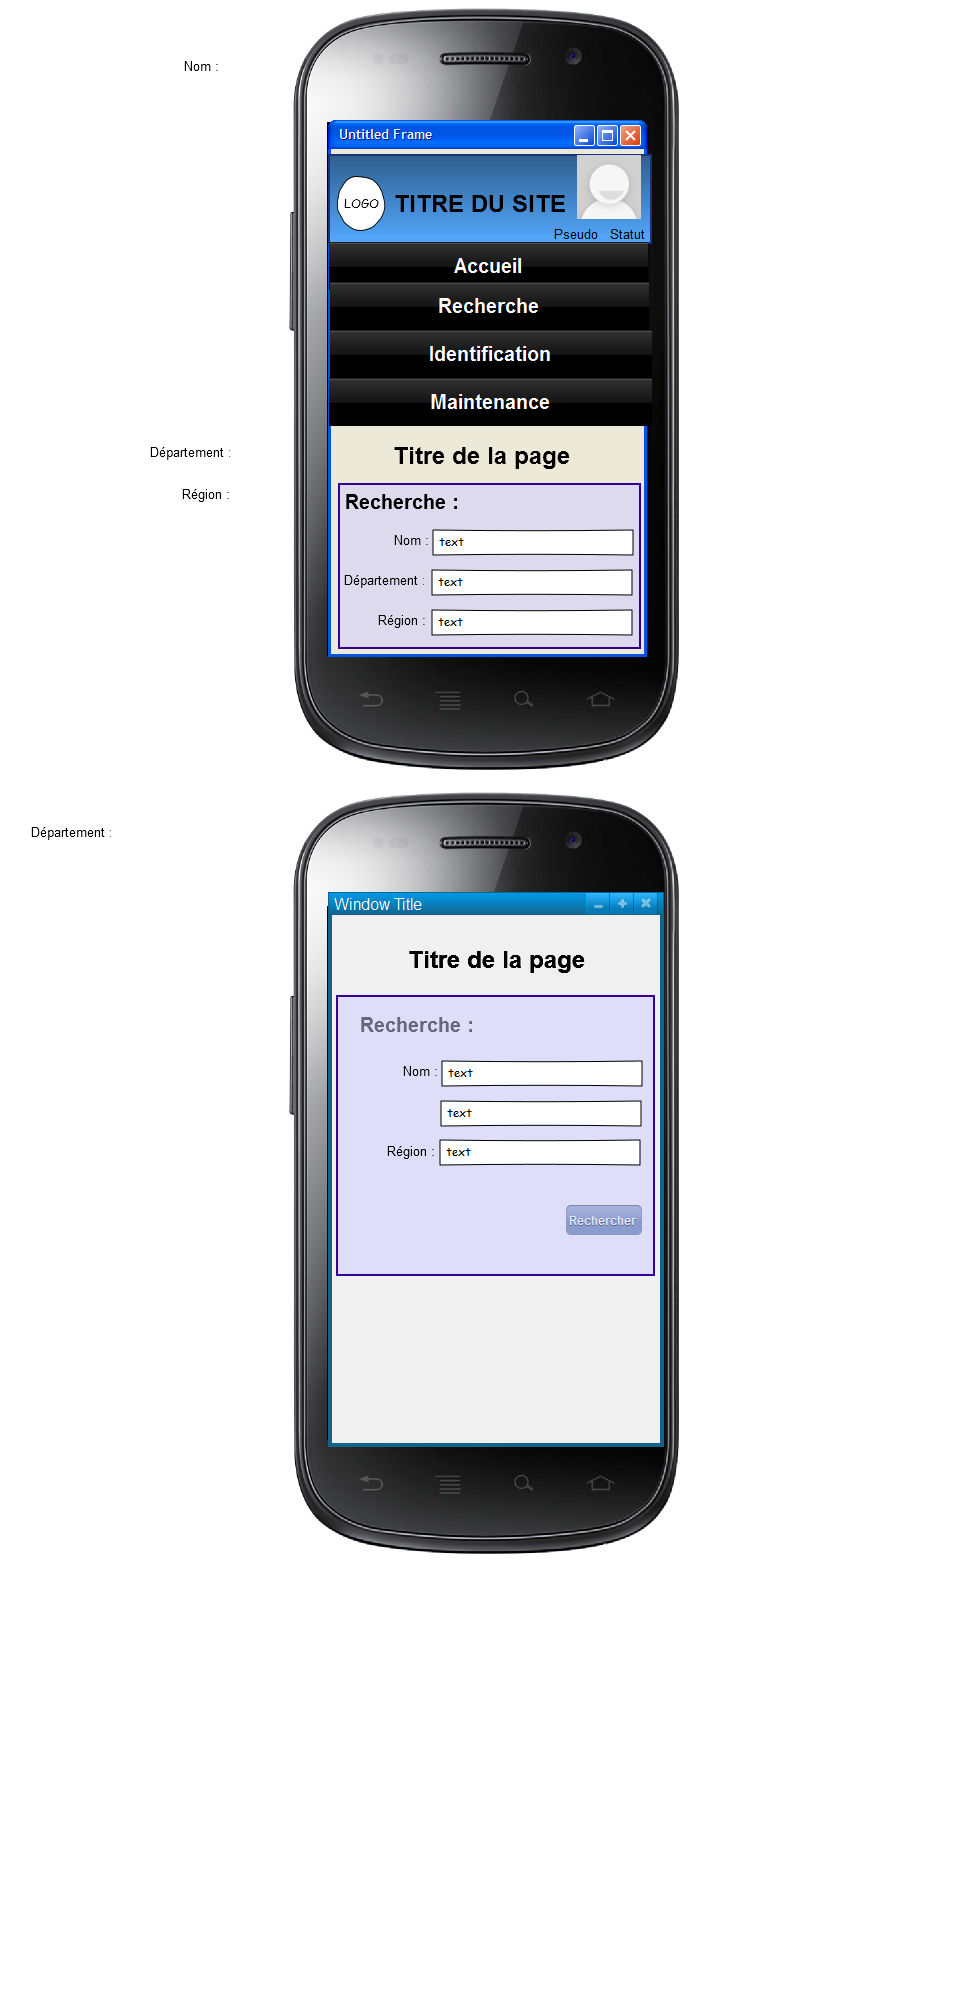 Nom :
Untitled Frame
LOGO
TITRE DU SITE
Pseudo Statut
Accueil
Recherche
Identification
Maintenance
Département :
Titre de la page
Région :
Recherche :
Nom : text
Département : text
Région : text
Département :
Window Title
Titre de la page
Recherche :
Nom : text
text
Région : text
Rechercher